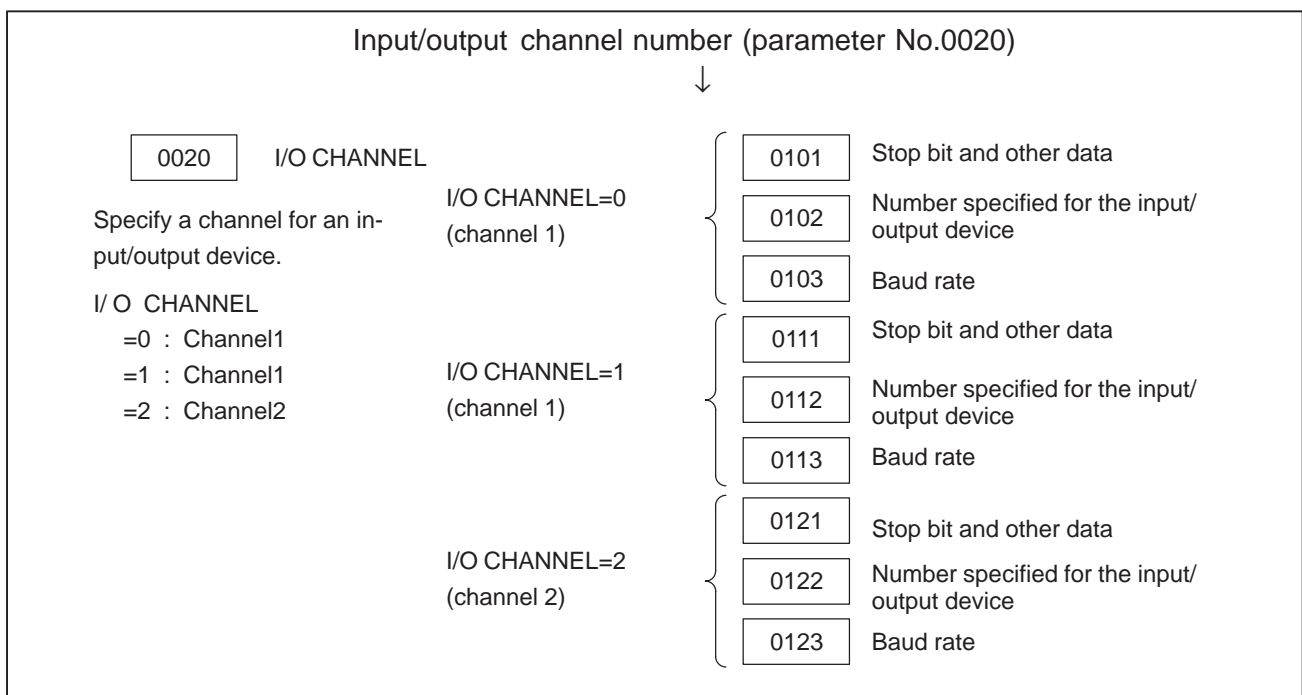 Input/output channel number (parameter No.0020)
↓
0020 I/O CHANNEL
Specify a channel for an in-
put/output device.
I/ O CHANNEL
=0 : Channel1
=1 : Channel1
=2 : Channel2
I/O CHANNEL=0
(channel 1)
0101 Stop bit and other data
0102 Number specified for the input/
output device
0103 Baud rate
I/O CHANNEL=1
(channel 1)
0111 Stop bit and other data
0112 Number specified for the input/
output device
0113 Baud rate
I/O CHANNEL=2
(channel 2)
0121 Stop bit and other data
0122 Number specified for the input/
output device
0123 Baud rate